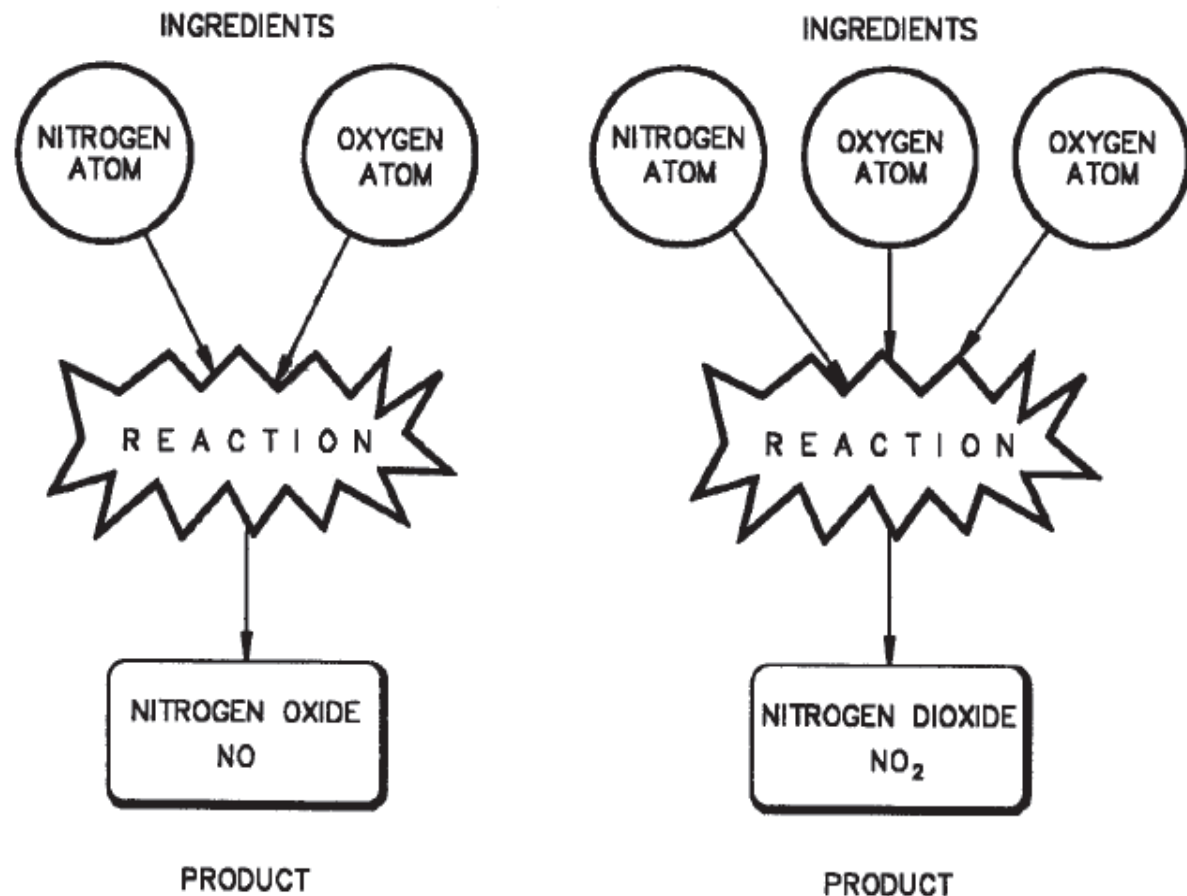 INGREDIENTS
NITROGEN
ATOM
OXYGEN
ATOM
REACTION
NITROGEN OXIDE
NO
PRODUCT
INGREDIENTS
NITROGEN
ATOM
OXYGEN
ATOM
OXYGEN
ATOM
REACTION
NITROGEN DIOXIDE
NO₂
PRODUCT